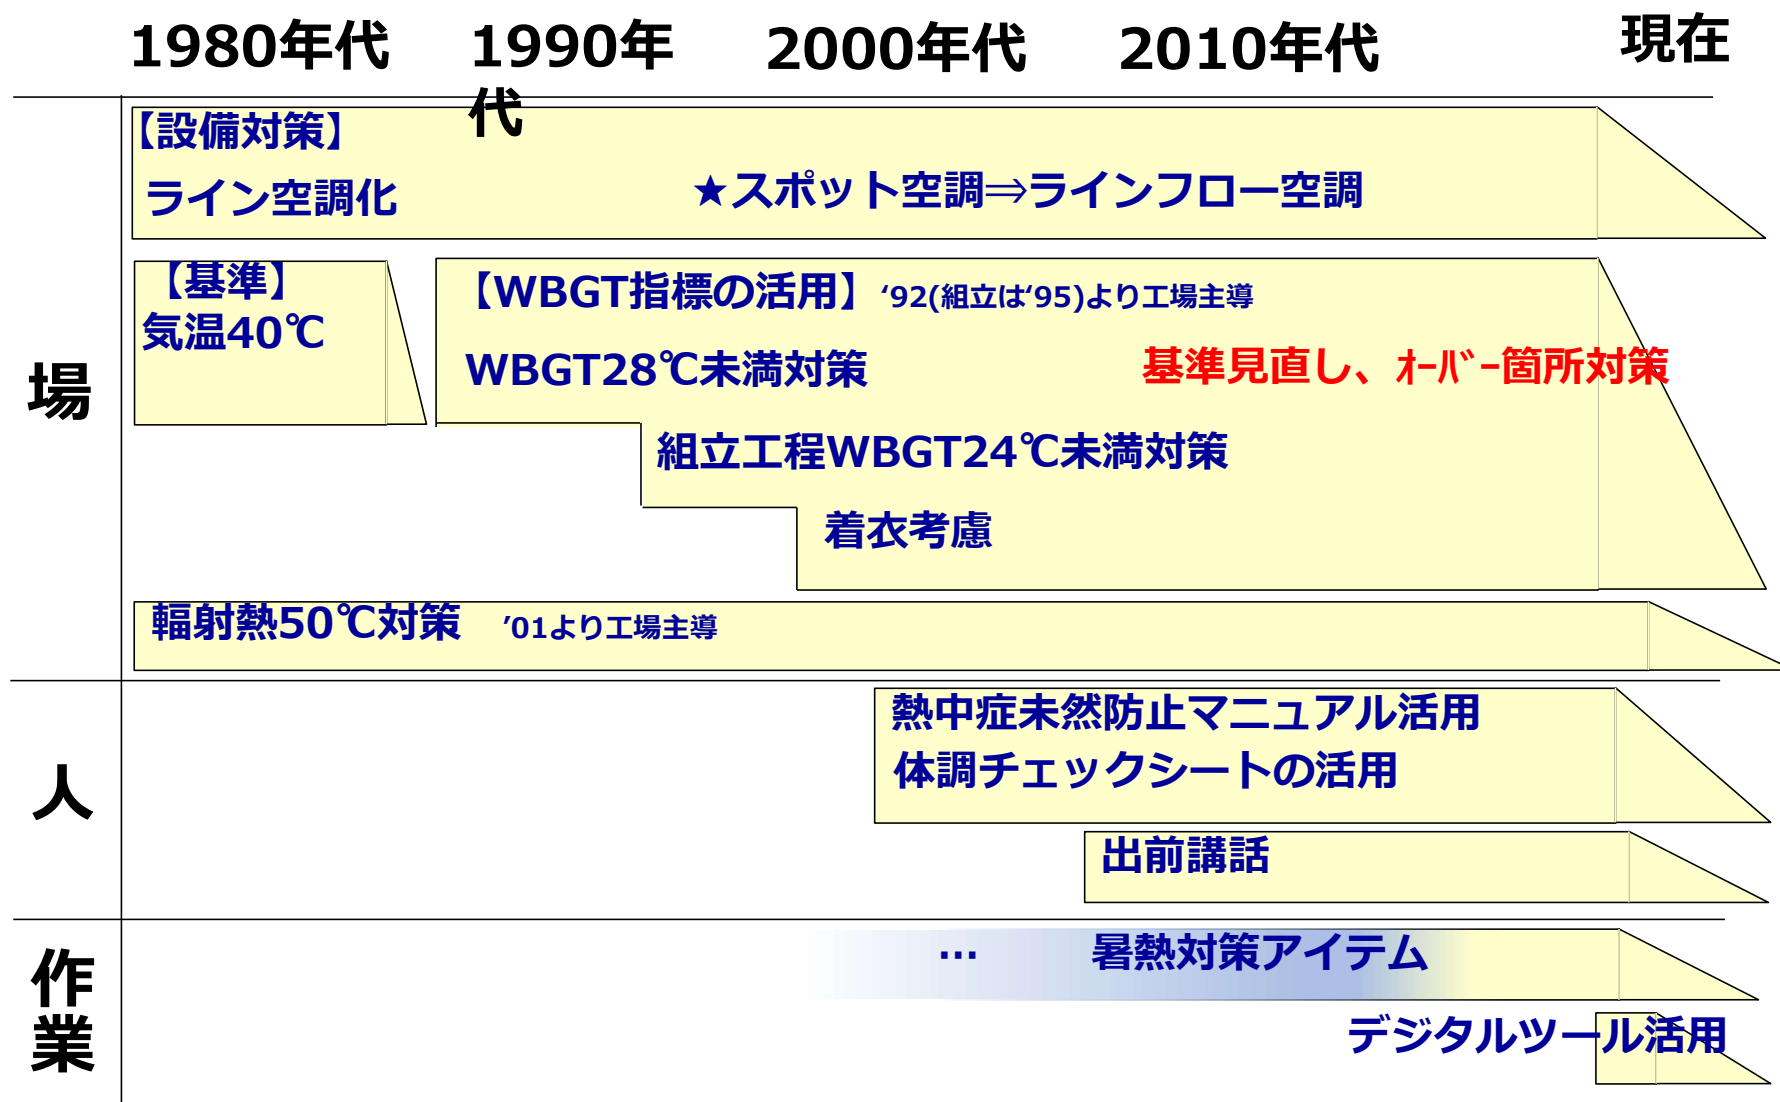 1980年代
1990年
代
2000年代
2010年代
現在
場
【設備対策】
ライン空調化
★スポット空調⇒ラインフロー空調
【基準】
気温40℃
【WBGT指標の活用】‘92(組立は‘95)より工場主導
WBGT28℃未満対策
基準見直し、ｵｰﾊﾞｰ箇所対策
組立工程WBGT24℃未満対策
着衣考慮
輻射熱50℃対策 ’01より工場主導
人
熱中症未然防止マニュアル活用
体調チェックシートの活用
出前講話
作
業
… 暑熱対策アイテム
デジタルツール活用